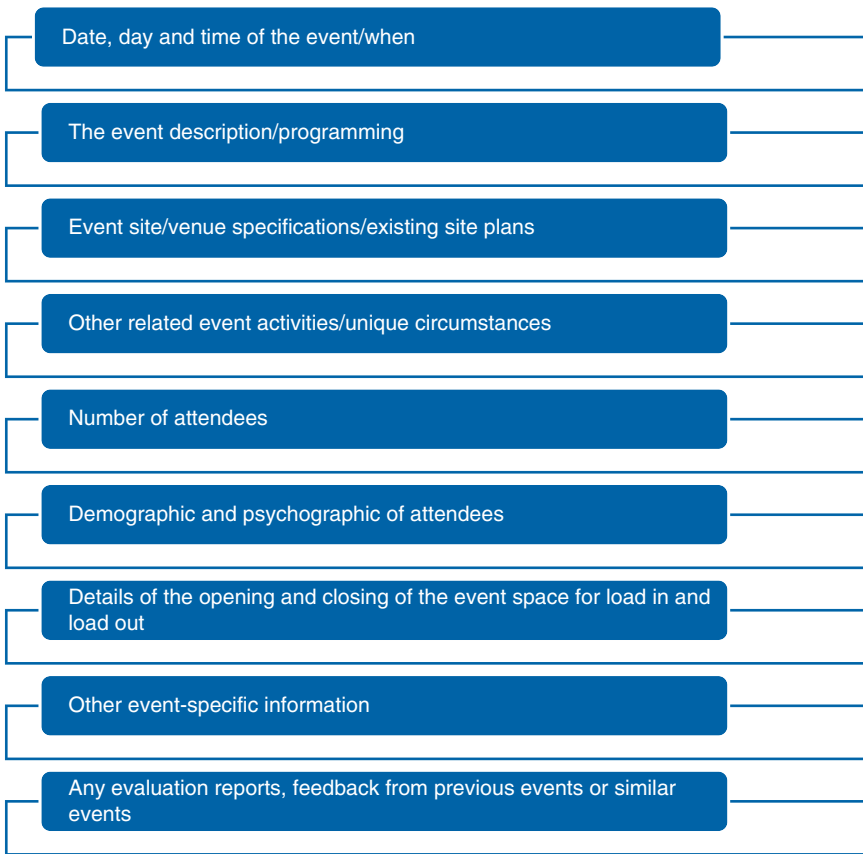 Date, day and time of the event/when
The event description/programming
Event site/venue specifications/existing site plans
Other related event activities/unique circumstances
Number of attendees
Demographic and psychographic of attendees
Details of the opening and closing of the event space for load in and
load out
Other event-specific information
Any evaluation reports, feedback from previous events or similar
events